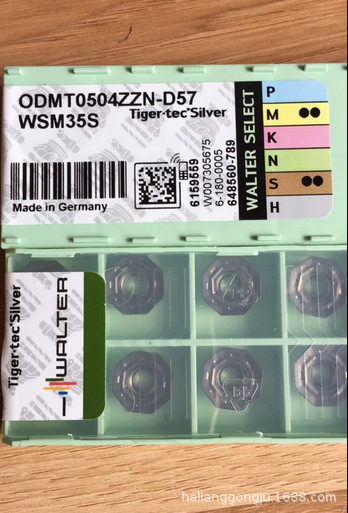 ODMT0504ZZN-D57
WSM35S
Tiger·tec®Silver
Made in Germany
6159559
W007305675
6-180-0005
648560-789
WALTER SELECT
P
M
K
N
S
H
Tiger·tec®Silver
WALTER
hailianggongju.1688.com